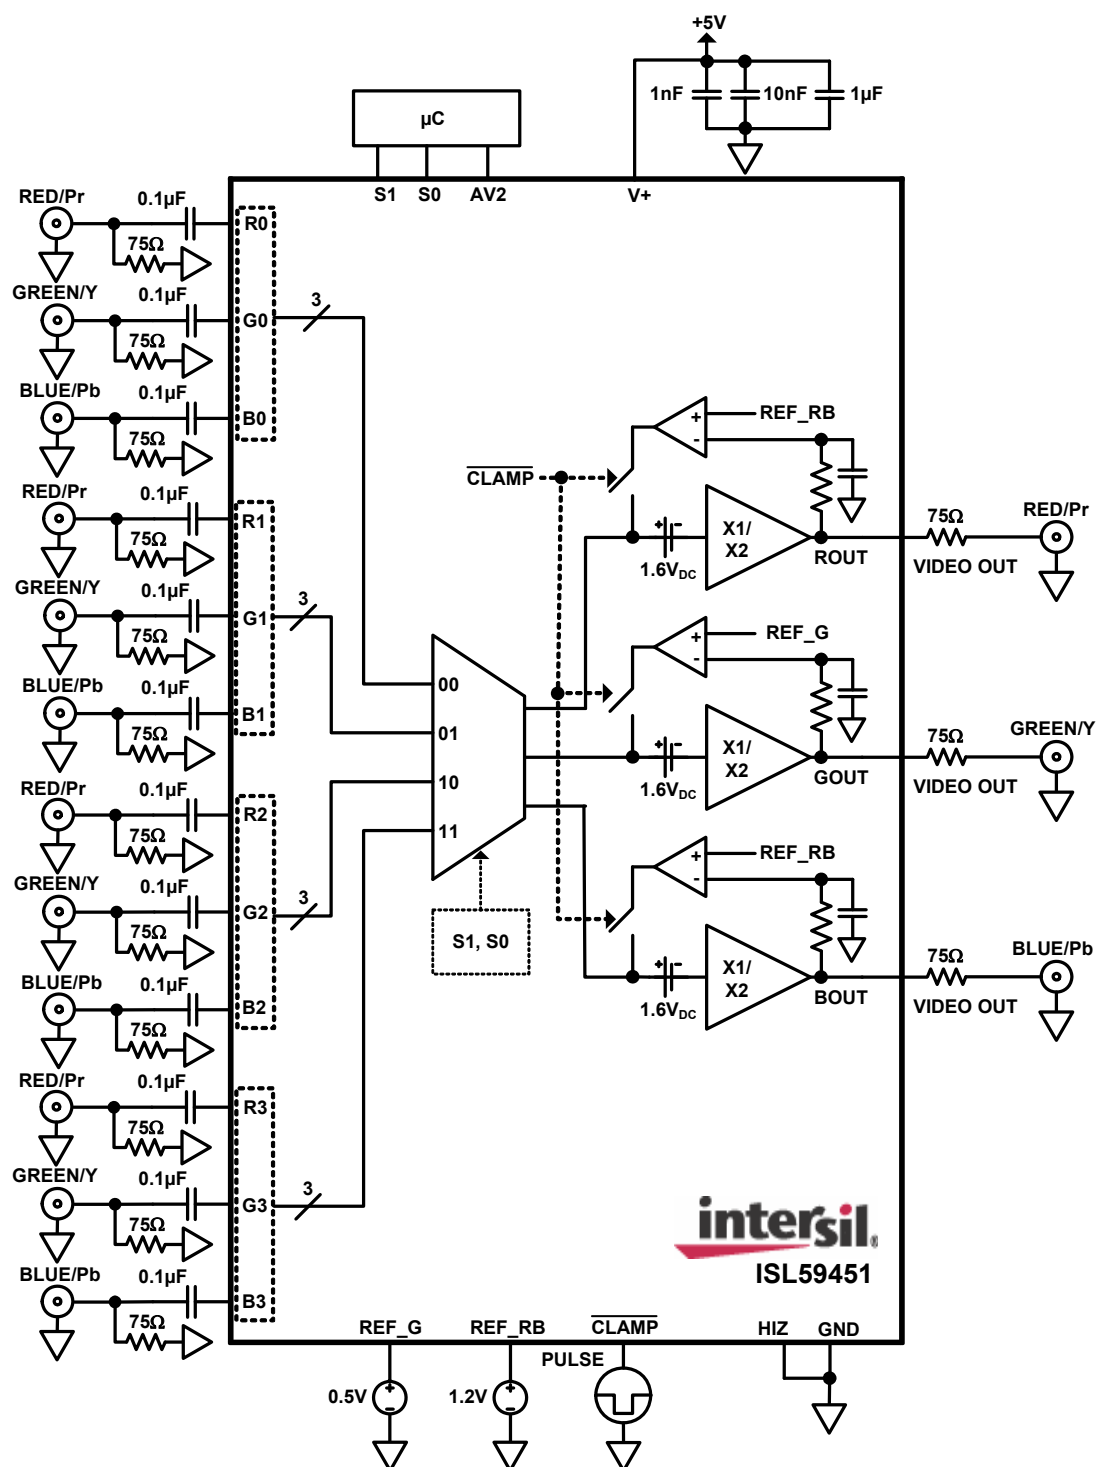 +5V
1nF
10nF
1µF
µC
S1
S0
AV2
V+
RED/Pr
0.1µF
R0
75Ω
GREEN/Y
0.1µF
3
G0
75Ω
BLUE/Pb
0.1µF
B0
75Ω
RED/Pr
0.1µF
R1
75Ω
GREEN/Y
0.1µF
3
G1
75Ω
BLUE/Pb
0.1µF
B1
75Ω
RED/Pr
0.1µF
R2
75Ω
GREEN/Y
0.1µF
3
G2
75Ω
BLUE/Pb
0.1µF
B2
75Ω
RED/Pr
0.1µF
R3
75Ω
GREEN/Y
0.1µF
3
G3
75Ω
BLUE/Pb
0.1µF
B3
75Ω
00
01
10
11
S1, S0
CLAMP
+
-
REF_RB
+ -
1.6VDC
X1/
X2
ROUT
75Ω
VIDEO OUT
RED/Pr
+
-
REF_G
+ -
1.6VDC
X1/
X2
GOUT
75Ω
VIDEO OUT
GREEN/Y
+
-
REF_RB
+ -
1.6VDC
X1/
X2
BOUT
75Ω
VIDEO OUT
BLUE/Pb
intersil®
ISL59451
REF_G
REF_RB
CLAMP
HIZ
GND
PULSE
0.5V
+
–
1.2V
+
–